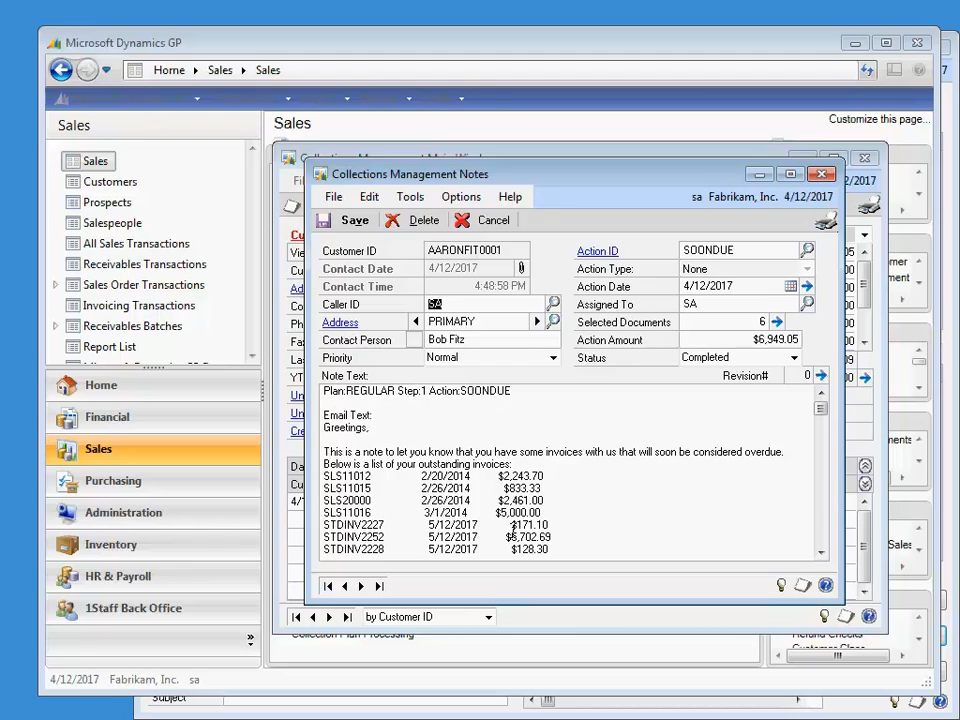 Microsoft Dynamics GP
Home Sales Sales
Customize this page...
Sales
Sales
Sales
Customers
Prospects
Salespeople
All Sales Transactions
Receivables Transactions
Sales Order Transactions
Invoicing Transactions
Receivables Batches
Report List
Home
Financial
Sales
Purchasing
Administration
Inventory
HR & Payroll
1Staff Back Office
4/12/2017 Fabrikam, Inc. sa
Collections Management Notes
File Edit Tools Options Help
sa Fabrikam, Inc. 4/12/2017
Save Delete Cancel
Customer ID AARONFIT0001
Contact Date 4/12/2017
Contact Time 4:48:58 PM
Caller ID SA
Address PRIMARY
Contact Person Bob Fitz
Priority Normal
Action ID SOONDUE
Action Type: None
Action Date 4/12/2017
Assigned To SA
Selected Documents 6
Action Amount $6,949.05
Status Completed
Note Text: Revision# 0
Plan:REGULAR Step:1 Action:SOONDUE
Email Text:
Greetings,
This is a note to let you know that you have some invoices with us that will soon be considered overdue.
Below is a list of your outstanding invoices:
SLS11012 2/20/2014 $2,243.70
SLS11015 2/26/2014 $833.33
SLS20000 2/26/2014 $2,461.00
SLS11016 3/1/2014 $5,000.00
STDINV2227 5/12/2017 $171.10
STDINV2252 5/12/2017 $5,702.69
STDINV2228 5/12/2017 $128.30
by Customer ID
Collection Plan Processing
Subject